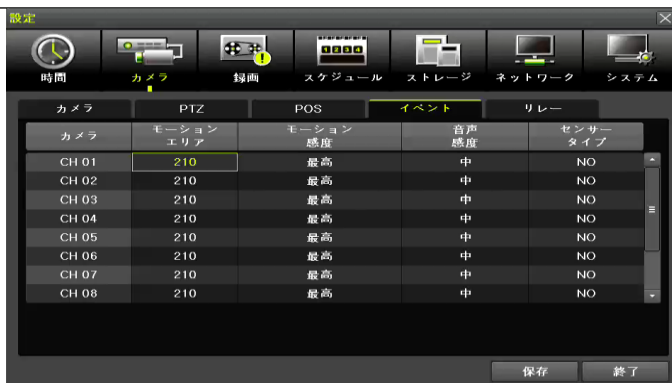 設定
時間 カメラ 録画 スケジュール ストレージ ネットワーク システム
カメラ PTZ POS イベント リレー
カメラ モーション エリア モーション 感度 音声 感度 センサー タイプ
CH 01 210 最高 中 NO
CH 02 210 最高 中 NO
CH 03 210 最高 中 NO
CH 04 210 最高 中 NO
CH 05 210 最高 中 NO
CH 06 210 最高 中 NO
CH 07 210 最高 中 NO
CH 08 210 最高 中 NO
保存 終了